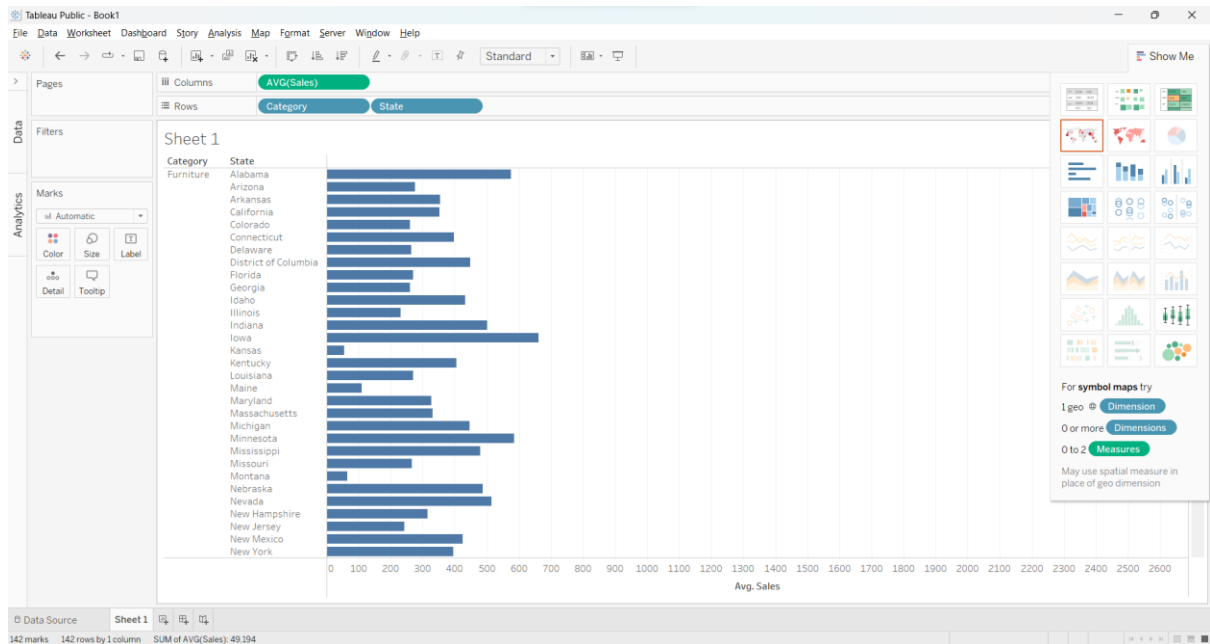 Tableau Public - Book1
File Data Worksheet Dashboard Story Analysis Map Format Server Window Help
Standard
Show Me
Pages
Columns
AVG(Sales)
Rows
Category State
Data
Filters
Sheet 1
Category State
Furniture Alabama
Arizona
Arkansas
California
Colorado
Connecticut
Delaware
District of Columbia
Florida
Georgia
Idaho
Illinois
Indiana
Iowa
Kansas
Kentucky
Louisiana
Maine
Maryland
Massachusetts
Michigan
Minnesota
Mississippi
Missouri
Montana
Nebraska
Nevada
New Hampshire
New Jersey
New Mexico
New York
0 100 200 300 400 500 600 700 800 900 1000 1100 1200 1300 1400 1500 1600 1700 1800 1900 2000 2100 2200 2300 2400 2500 2600
Avg. Sales
Analytics
Marks
Automatic
Color Size Label
Detail Tooltip
For symbol maps try
1 geo Dimension
0 or more Dimensions
0 to 2 Measures
May use spatial measure in
place of geo dimension
Data Source Sheet 1
142 marks 142 rows by 1 column SUM of AVG(Sales): 49,194